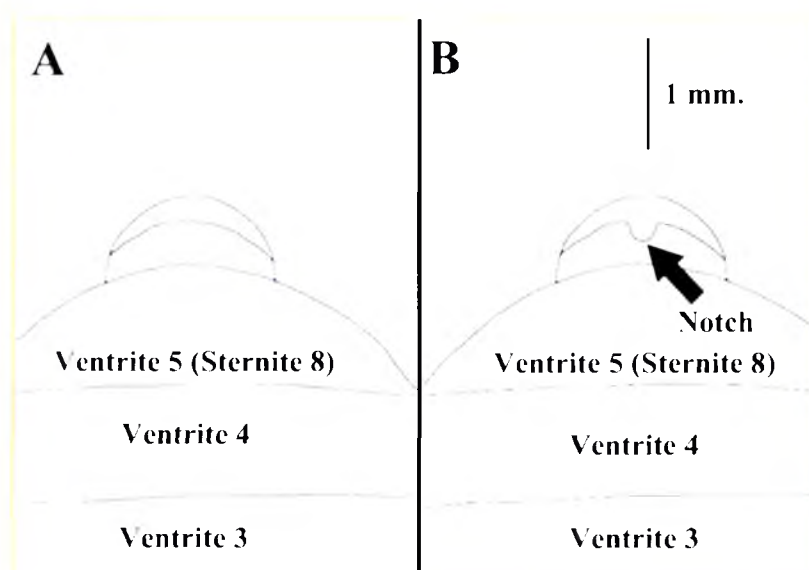 A
B
1 mm.
Notch
Ventrite 5 (Sternite 8)
Ventrite 5 (Sternite 8)
Ventrite 4
Ventrite 4
Ventrite 3
Ventrite 3